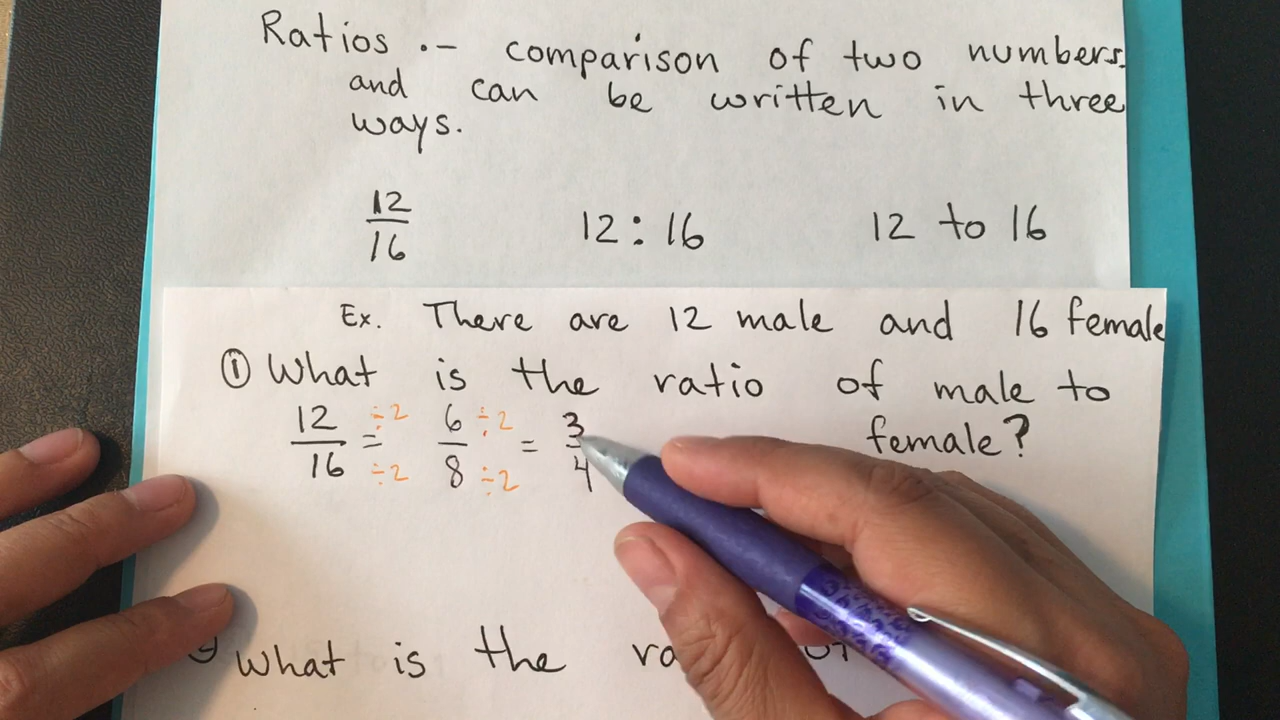 Ratios :- comparison of two numbers.
and can be written in three
ways.
12/16 12:16 12 to 16
Ex. There are 12 male and 16 female
① What is the ratio of male to
female?
12/16 ÷2/÷2 = 6/8 ÷2/÷2 = 3/4
What is the